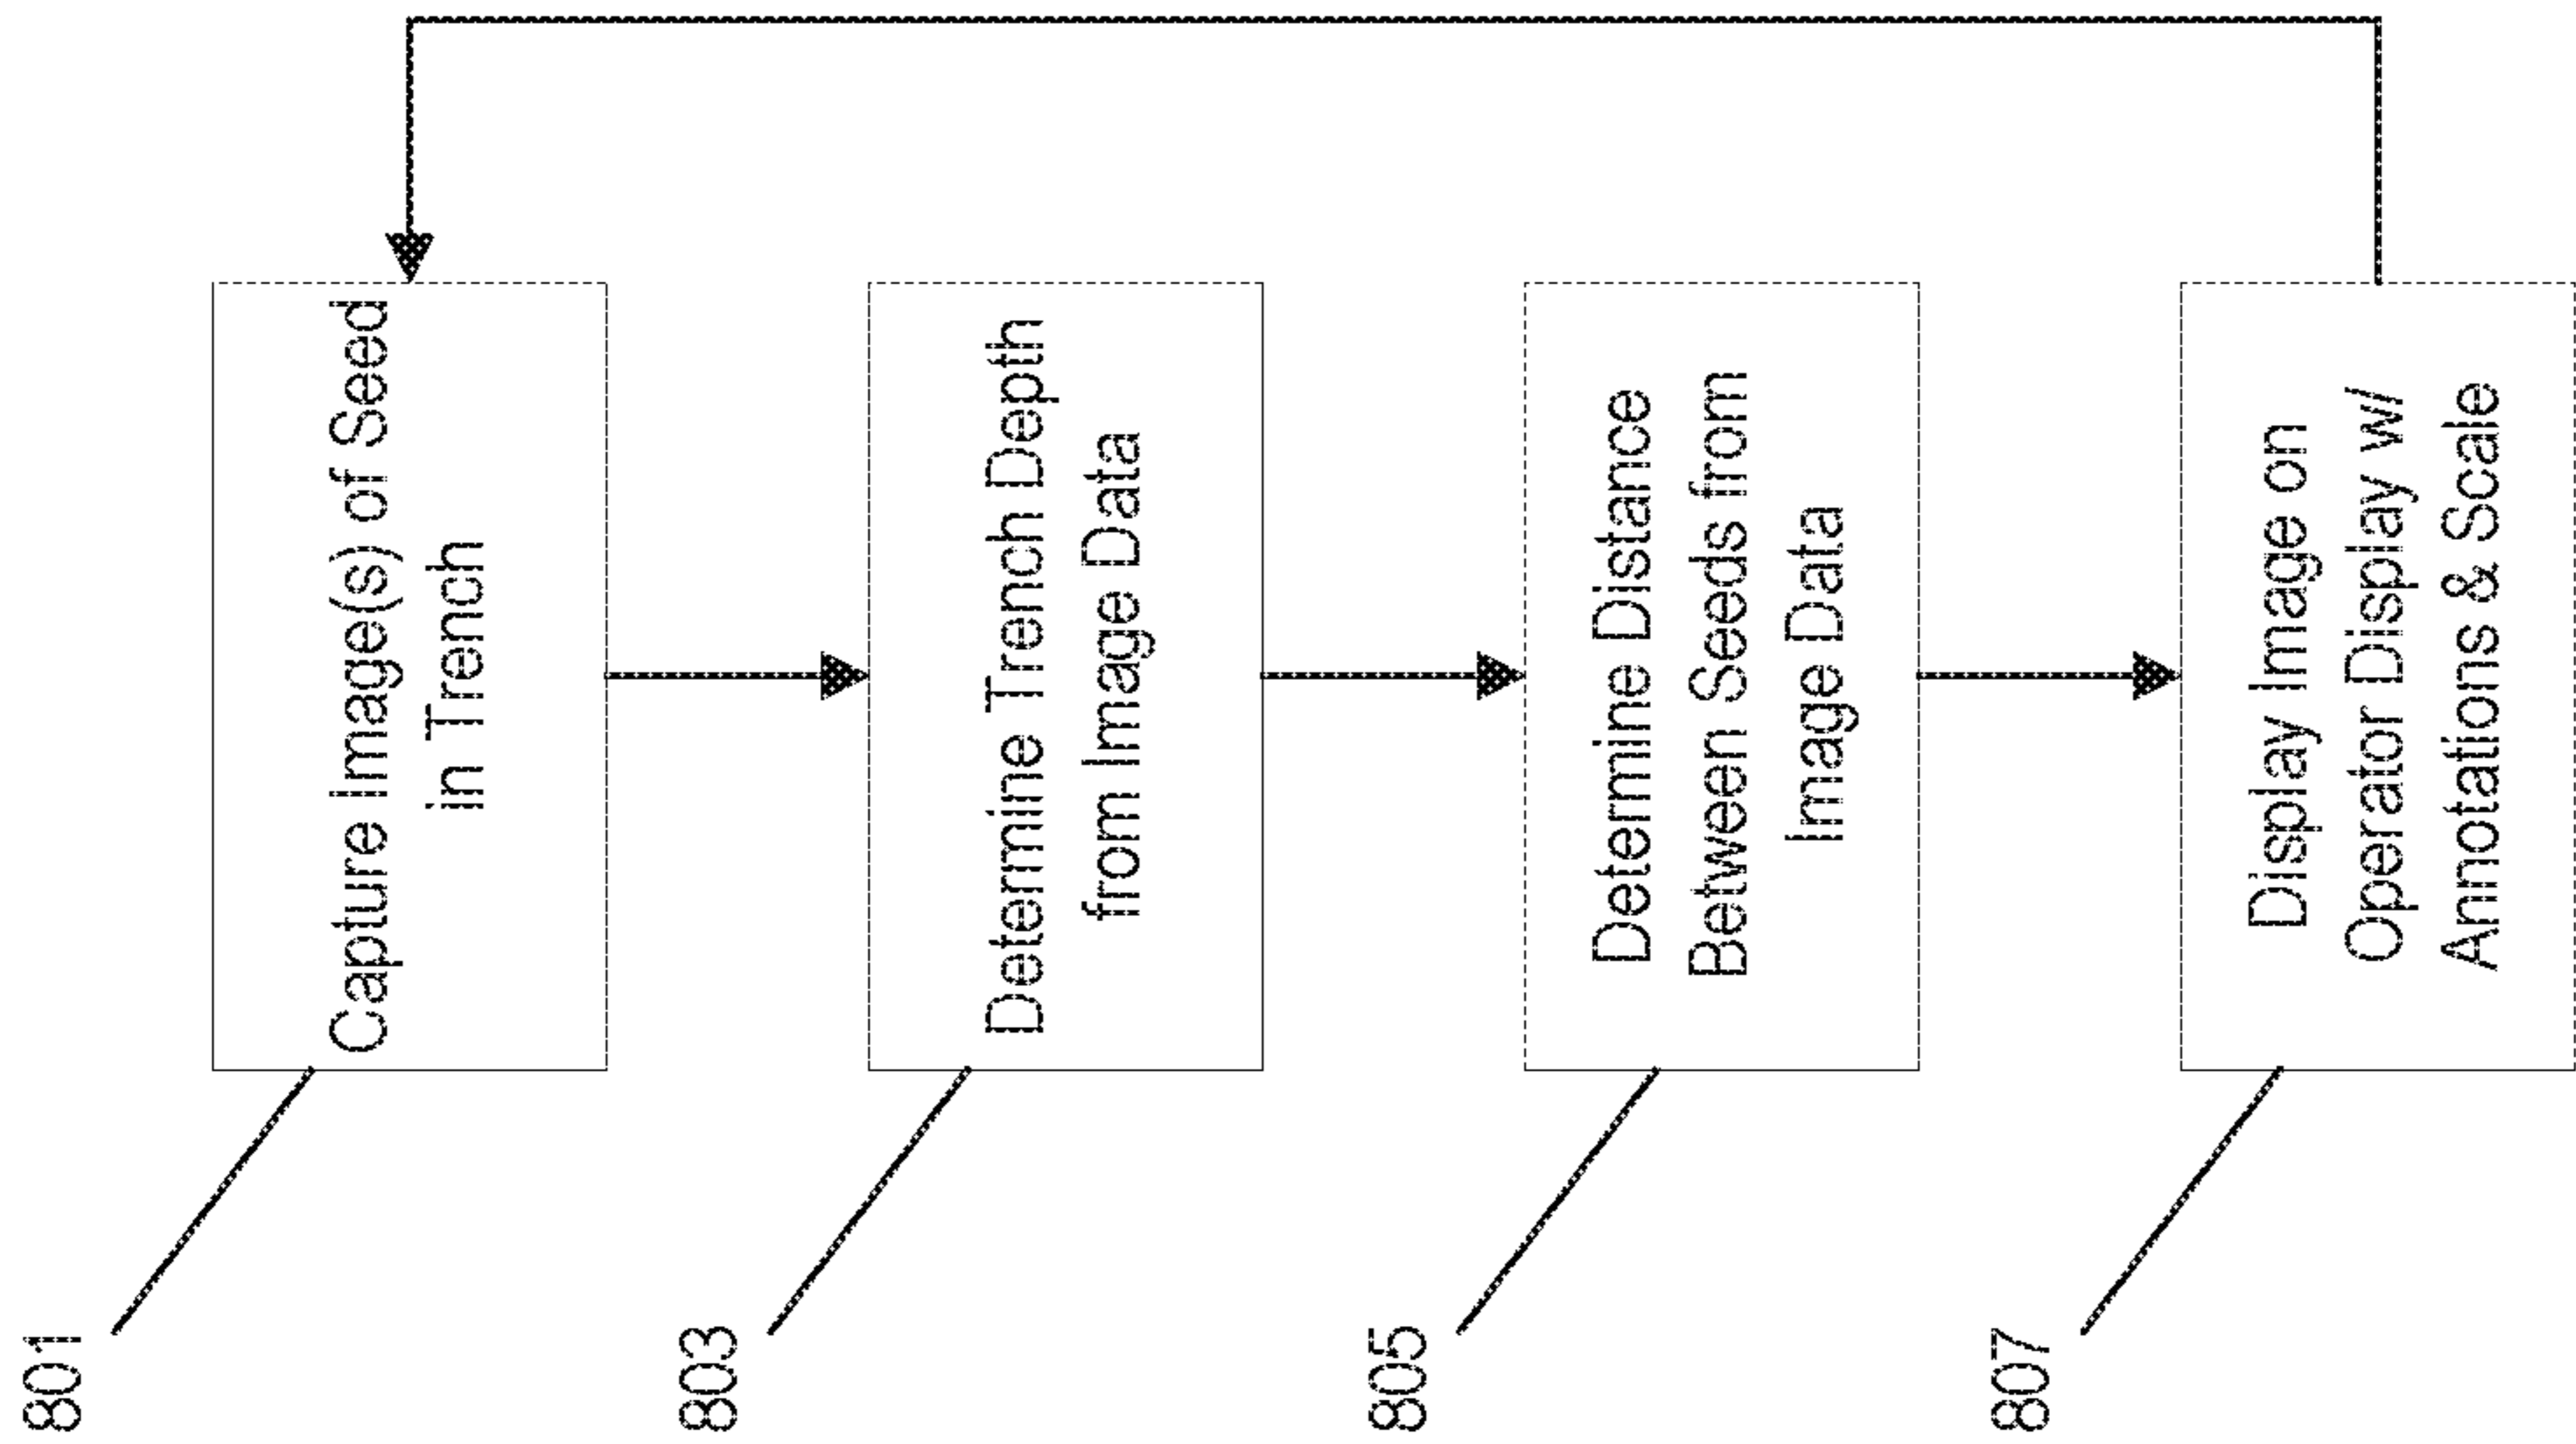 801
Capture Image(s) of Seed
in Trench
803
Determine Trench Depth
from Image Data
805
Determine Distance
Between Seeds from
Image Data
807
Display Image on
Operator Display w/
Annotations & Scale